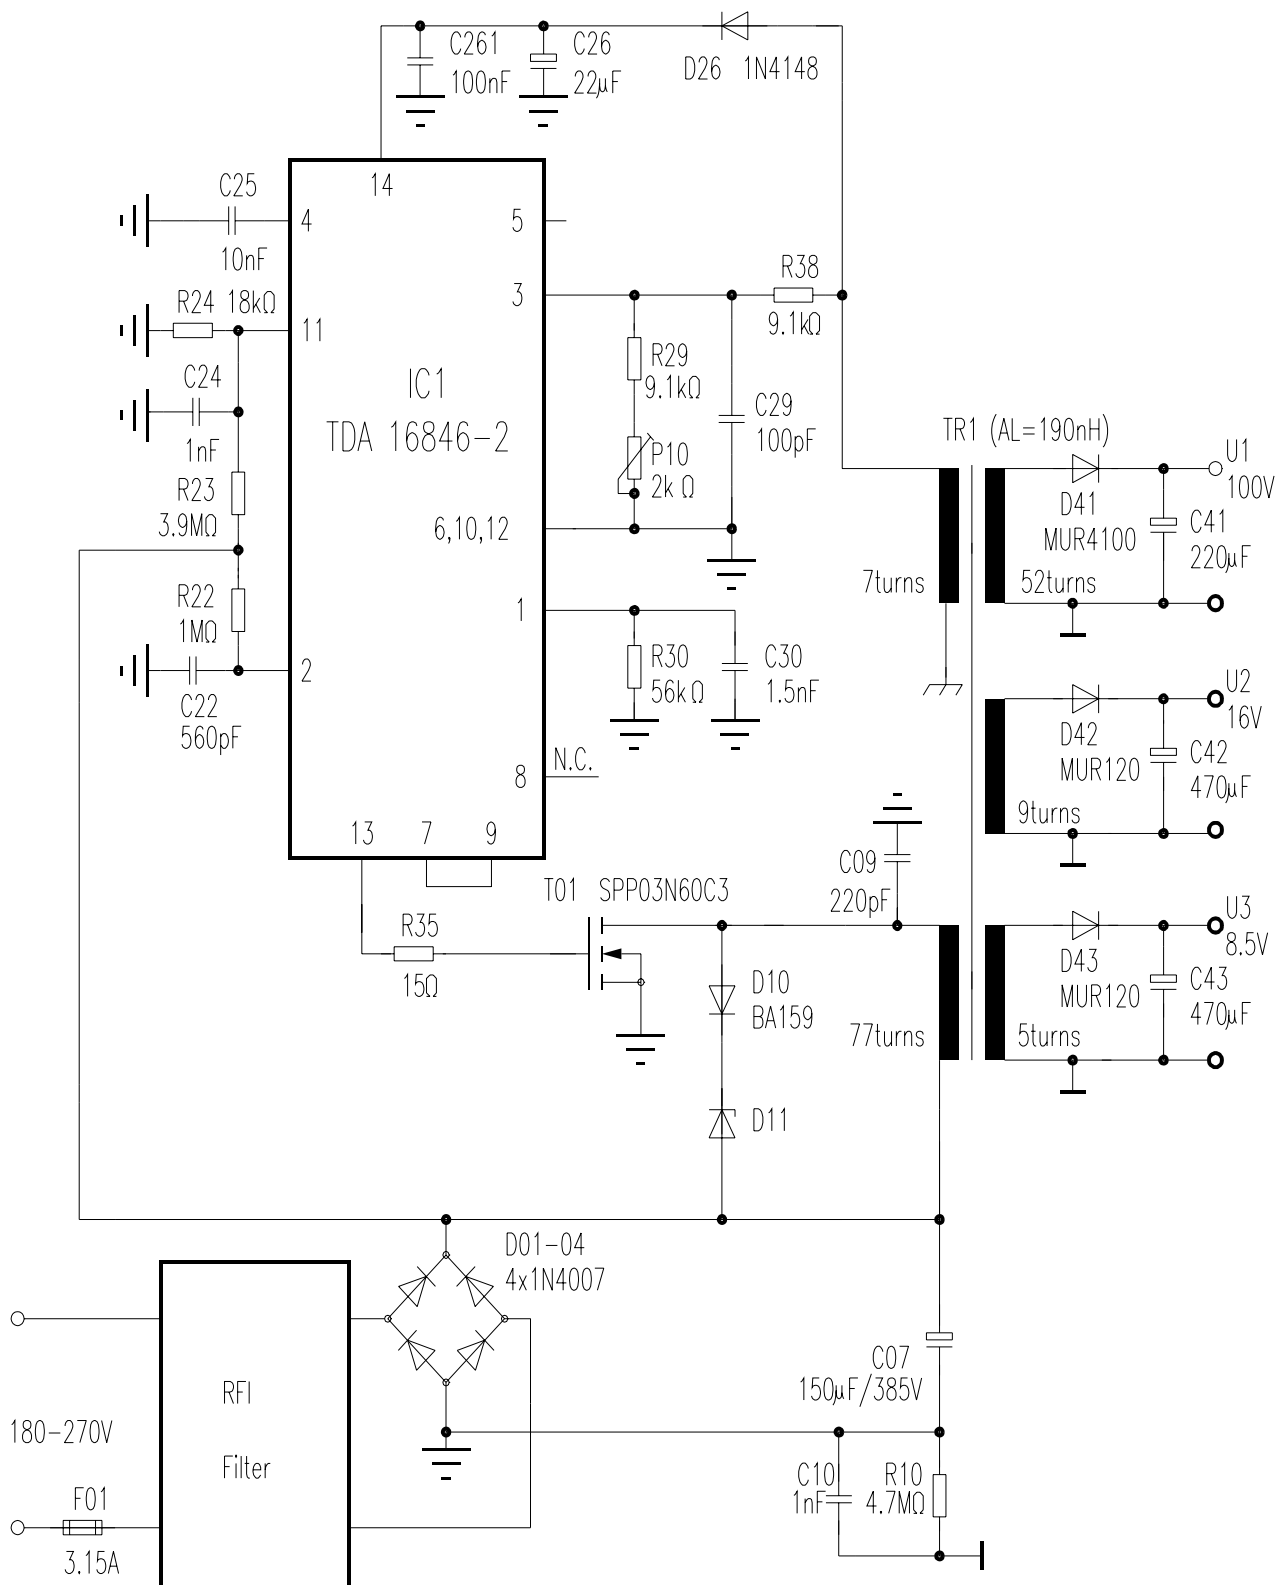 C261
100nF
C26
22µF
D26 1N4148
14
C25
10nF
4
5
R38
9.1kΩ
3
R24 18kΩ
11
R29
9.1kΩ
C24
1nF
IC1
TDA 16846-2
C29
100pF
P10
2kΩ
TR1 (AL=190nH)
U1
100V
D41
MUR4100
C41
220µF
R23
3.9MΩ
6,10,12
7turns
52turns
R22
1MΩ
1
R30
56kΩ
C30
1.5nF
2
C22
560pF
U2
16V
D42
MUR120
C42
470µF
8
N.C.
9turns
13
7
9
C09
220pF
T01 SPP03N60C3
U3
8.5V
R35
15Ω
D10
BA159
D43
MUR120
C43
470µF
77turns
5turns
D11
D01-04
4x1N4007
C07
150µF/385V
RFI
Filter
180-270V
C10
1nF
R10
4.7MΩ
F01
3.15A